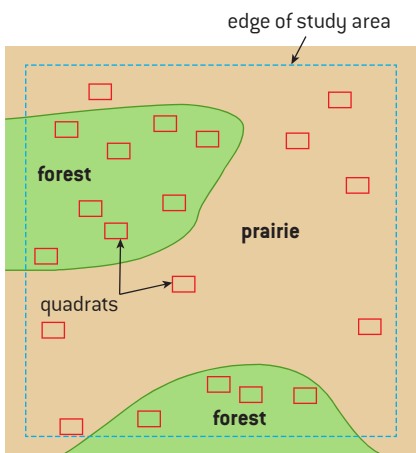 edge of study area
forest
prairie
quadrats
forest